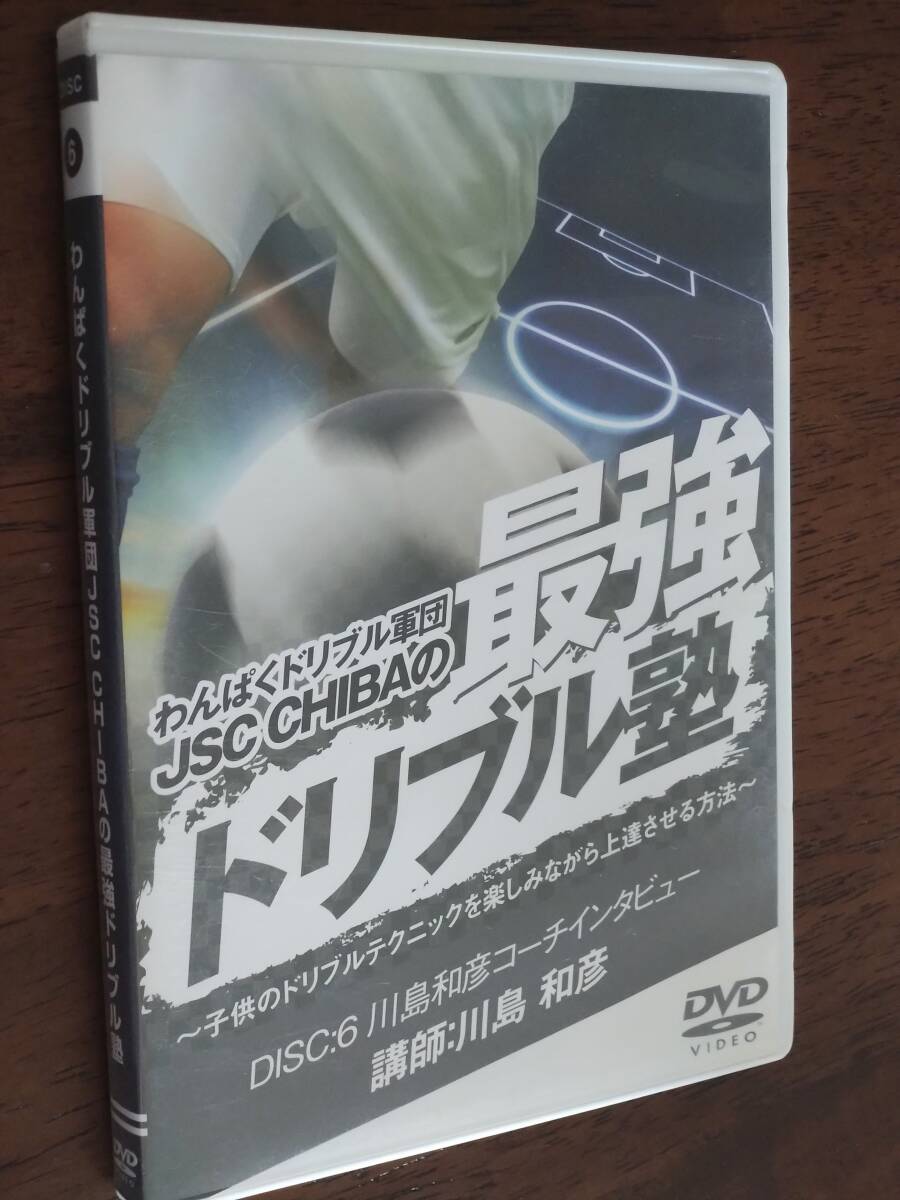 DISC
6
わんぱくドリブル軍団JSC CHIBAの最強ドリブル塾
DVD
わんぱくドリブル軍団
JSC CHIBAの
最強
ドリブル塾
～子供のドリブルテクニックを楽しみながら上達させる方法～
DISC:6 川島和彦コーチインタビュー
講師:川島 和彦
DVD
VIDEO
TM